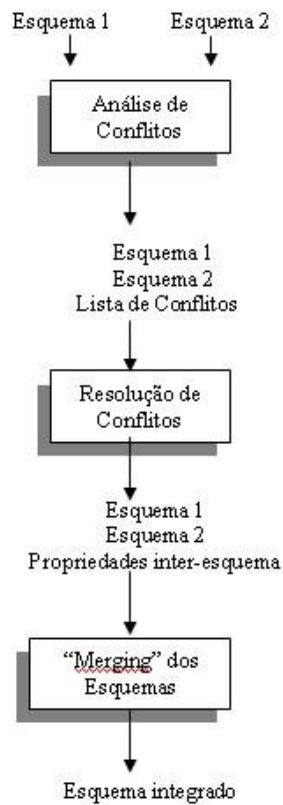 Esquema 1 Esquema 2
Análise de
Conflitos
Esquema 1
Esquema 2
Lista de Conflitos
Resolução de
Conflitos
Esquema 1
Esquema 2
Propriedades inter-esquema
“Merging” dos
Esquemas
Esquema integrado